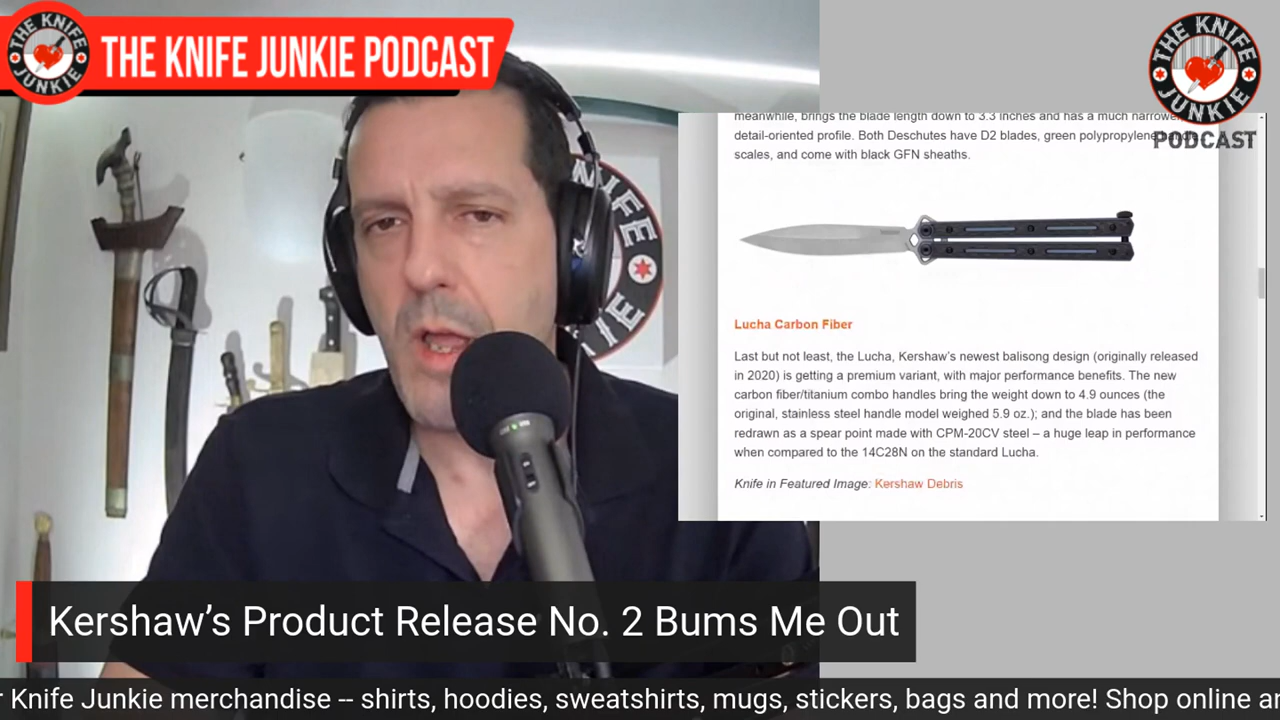 THE KNIFE JUNKIE
THE KNIFE JUNKIE PODCAST
THE KNIFE
JUNKIE
PODCAST
meanwhile, brings the blade length down to 3.3 inches and has a much narrower
detail-oriented profile. Both Deschutes have D2 blades, green polypropylene
scales, and come with black GFN sheaths.
Lucha Carbon Fiber
Last but not least, the Lucha, Kershaw's newest balisong design (originally released
in 2020) is getting a premium variant, with major performance benefits. The new
carbon fiber/titanium combo handles bring the weight down to 4.9 ounces (the
original, stainless steel handle model weighed 5.9 oz.); and the blade has been
redrawn as a spear point made with CPM-20CV steel – a huge leap in performance
when compared to the 14C28N on the standard Lucha.
Knife in Featured Image: Kershaw Debris
KNIFE
Kershaw's Product Release No. 2 Bums Me Out
Knife Junkie merchandise -- shirts, hoodies, sweatshirts, mugs, stickers, bags and more! Shop online